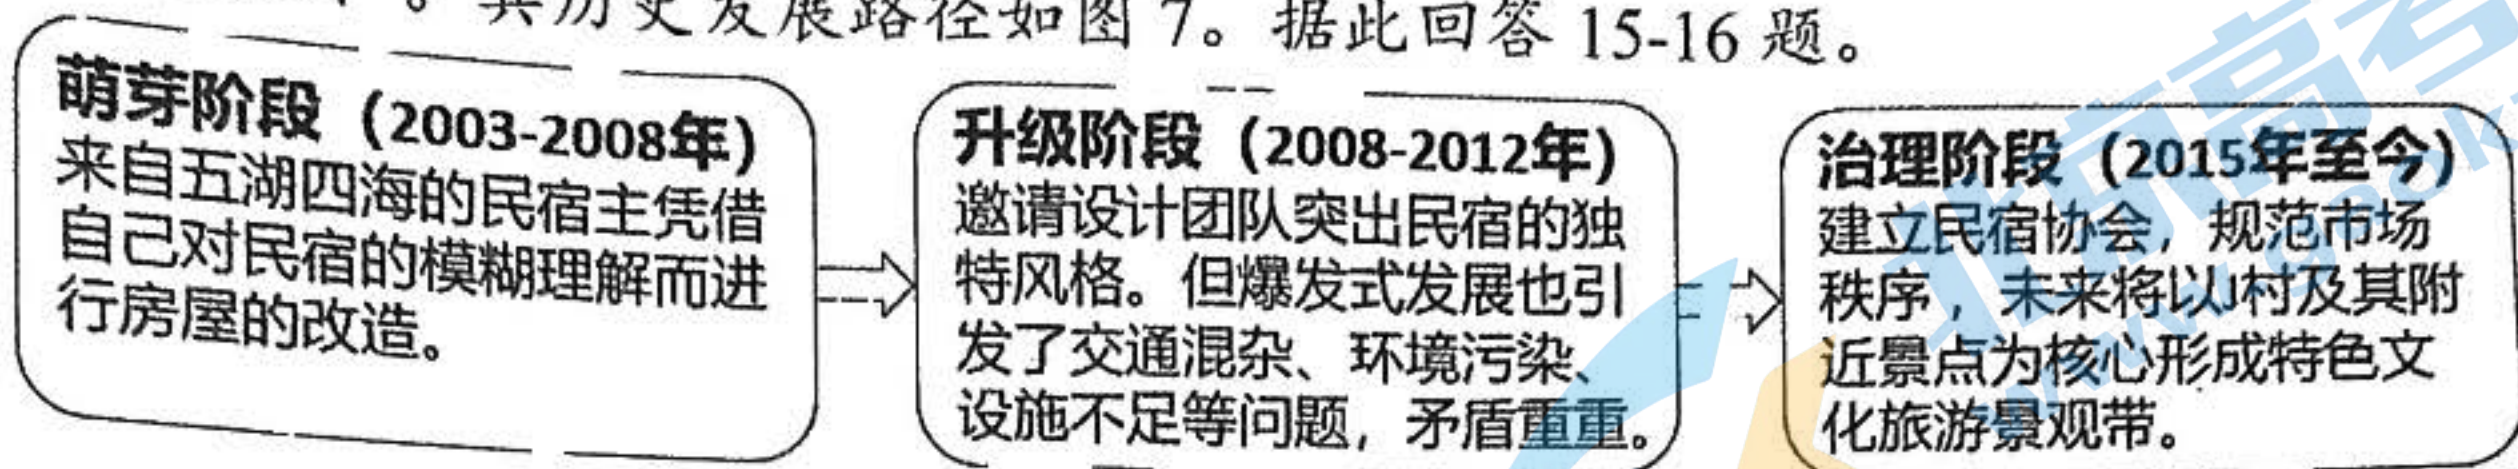 。其历史发展路径如图 7。据此回答 15-16 题。
萌芽阶段（2003-2008年）
来自五湖四海的民宿主凭借
自己对民宿的模糊理解而进
行房屋的改造。
升级阶段（2008-2012年）
邀请设计团队突出民宿的独
特风格。但爆发式发展也引
发了交通混杂、环境污染、
设施不足等问题，矛盾重重。
治理阶段（2015年至今）
建立民宿协会，规范市场
秩序，未来将以J村及其附
近景点为核心形成特色文
化旅游景观带。
北京高考